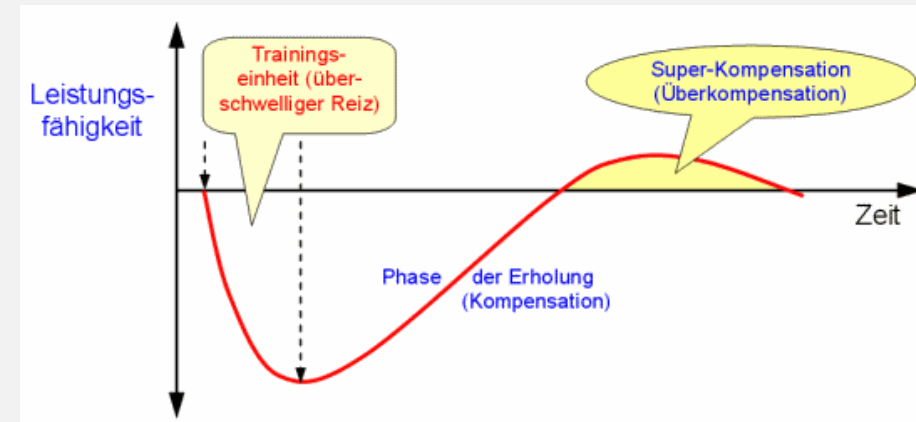 Leistungs-
fähigkeit
Trainings-
einheit (über-
schwelliger Reiz)
Super-Kompensation
(Überkompensation)
Zeit
Phase der Erholung
(Kompensation)